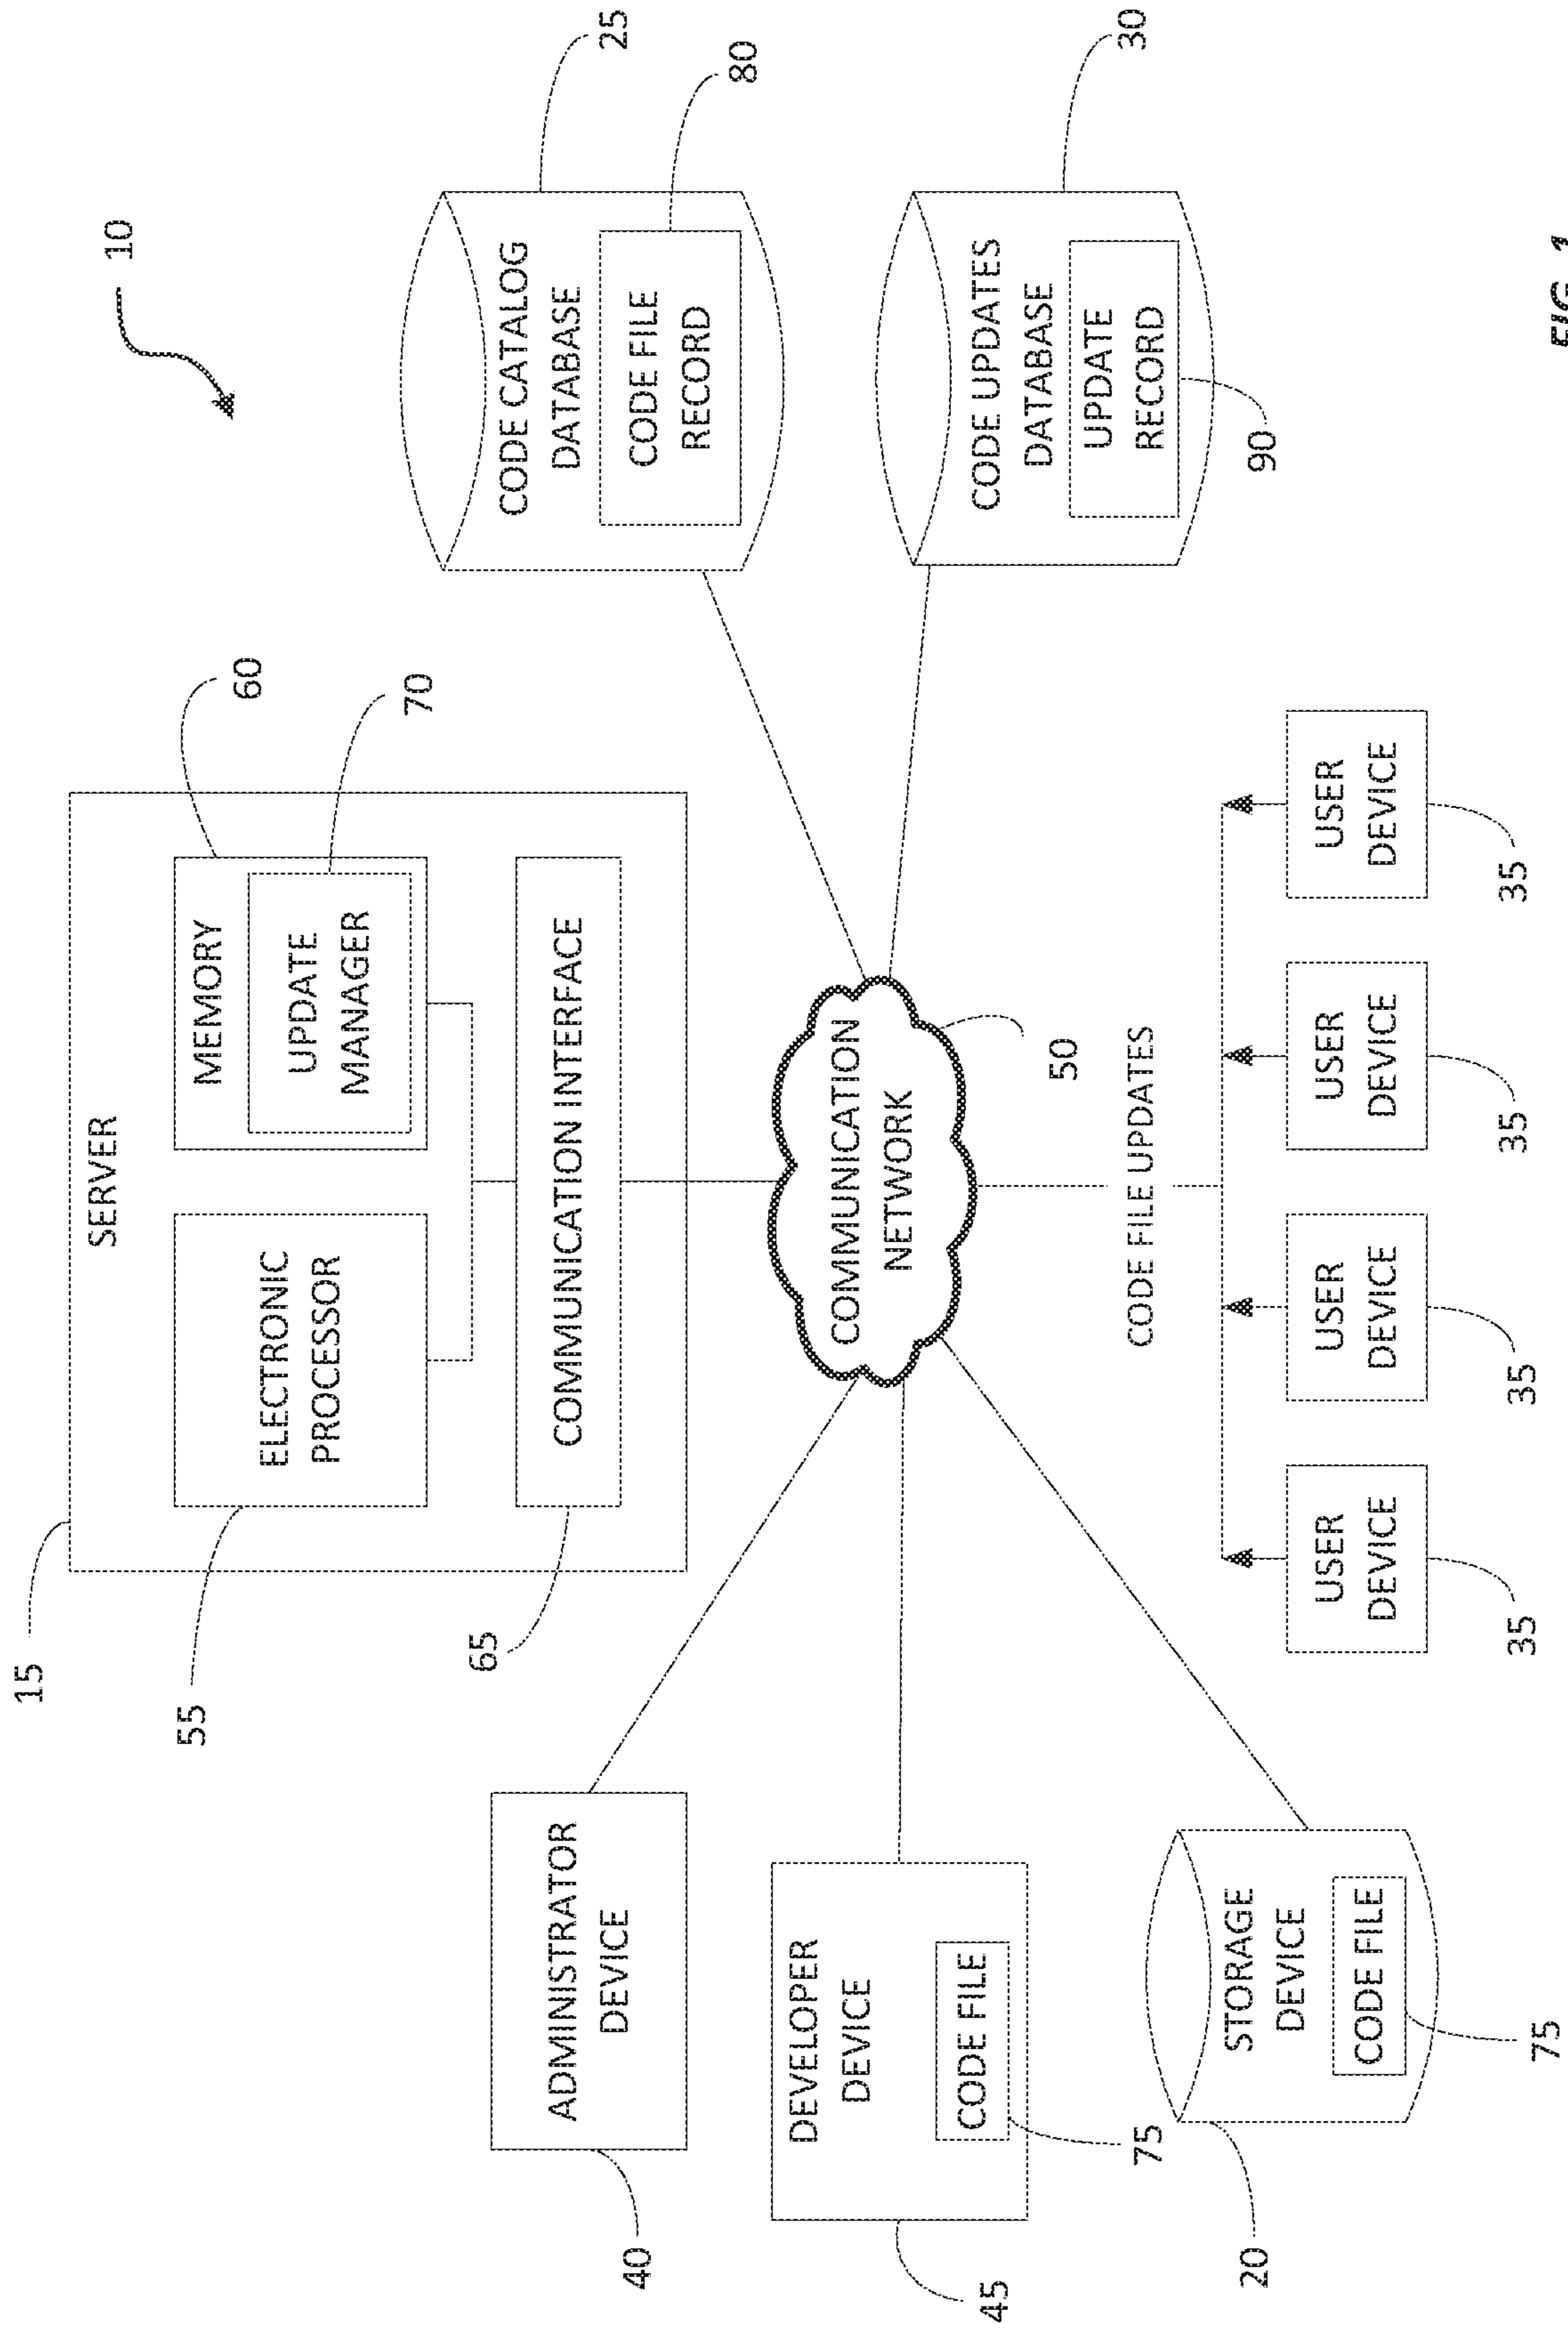 10
15
SERVER
55
ELECTRONIC
PROCESSOR
MEMORY
60
UPDATE
MANAGER
70
65
COMMUNICATION INTERFACE
40
ADMINISTRATOR
DEVICE
45
DEVELOPER
DEVICE
CODE FILE
75
20
STORAGE
DEVICE
CODE FILE
75
COMMUNICATION
NETWORK
50
CODE CATALOG
DATABASE
25
CODE FILE
RECORD
80
CODE UPDATES
DATABASE
30
UPDATE
RECORD
90
CODE FILE UPDATES
USER
DEVICE
35
USER
DEVICE
35
USER
DEVICE
35
USER
DEVICE
35
FIG. 1